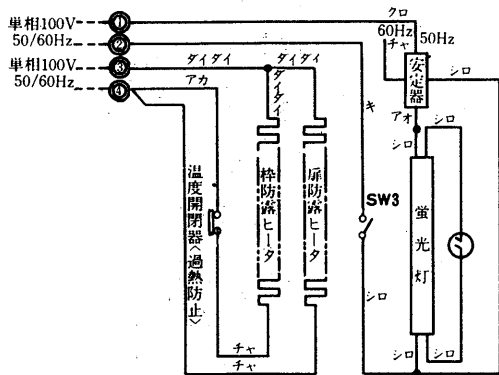 単相100V
50/60Hz
単相100V
50/60Hz
①
②
③
④
クロ
60Hz
チャ
50Hz
安定器
シロ
アオ
シロ
シロ
ダイダイ
ダイダイ
アカ
ダイダイ
キ
温度開閉器〈過熱防止〉
枠防露ヒータ
扉防露ヒータ
SW3
蛍光灯
シロ
シロ
シロ
チャ
チャ